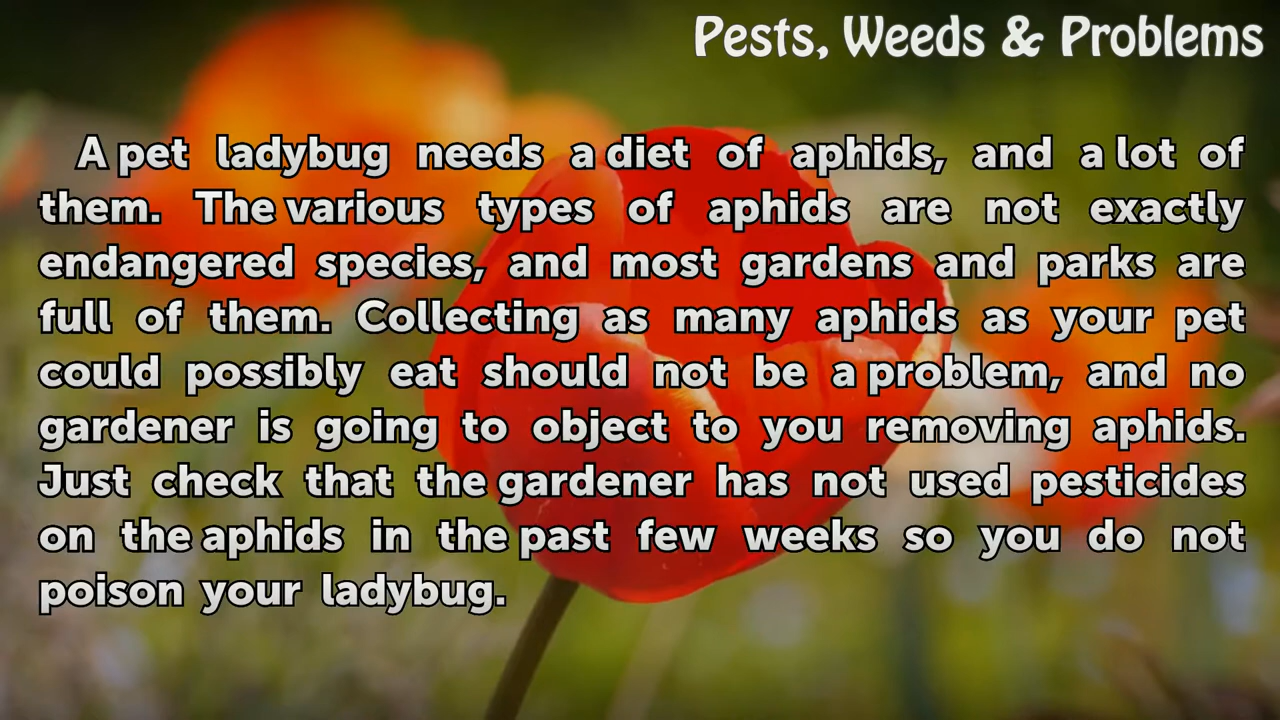 Pests, Weeds & Problems
A pet ladybug needs a diet of aphids, and a lot of
them. The various types of aphids are not exactly
endangered species, and most gardens and parks are
full of them. Collecting as many aphids as your pet
could possibly eat should not be a problem, and no
gardener is going to object to you removing aphids.
Just check that the gardener has not used pesticides
on the aphids in the past few weeks so you do not
poison your ladybug.